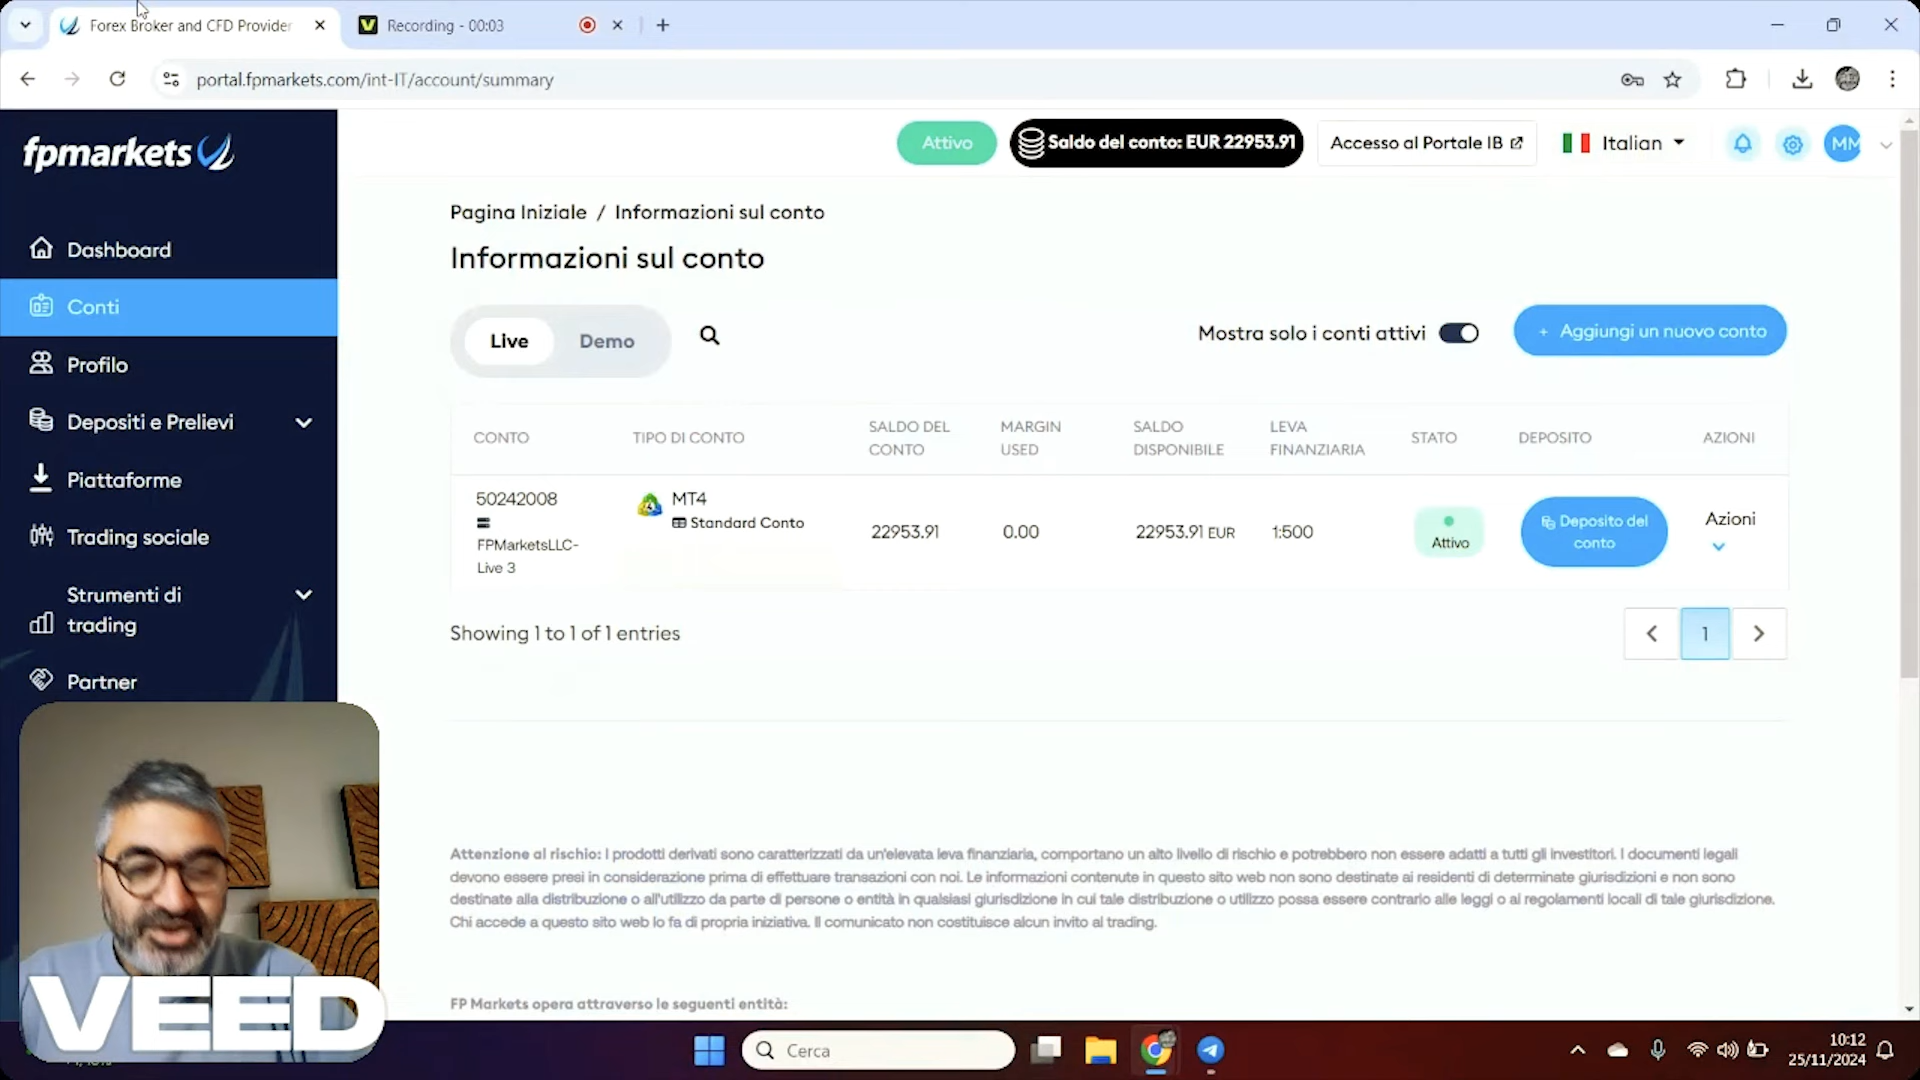 Forex Broker and CFD Provider
Recording - 00:03
portal.fpmarkets.com/int-IT/account/summary
fpmarkets
Attivo
Saldo del conto: EUR 22953.91
Accesso al Portale IB
Italian
MM
Dashboard
Conti
Profilo
Depositi e Prelievi
Piattaforme
Trading sociale
Strumenti di
trading
Partner
Pagina Iniziale / Informazioni sul conto
Informazioni sul conto
Live
Demo
Mostra solo i conti attivi
+ Aggiungi un nuovo conto
CONTO
TIPO DI CONTO
SALDO DEL
CONTO
MARGIN
USED
SALDO
DISPONIBILE
LEVA
FINANZIARIA
STATO
DEPOSITO
AZIONI
50242008
FPMarketsLLC-
Live 3
MT4
Standard Conto
22953.91
0.00
22953.91 EUR
1:500
Attivo
Deposito del
conto
Azioni
Showing 1 to 1 of 1 entries
1
Attenzione al rischio: I prodotti derivati sono caratterizzati da un'elevata leva finanziaria, comportano un alto livello di rischio e potrebbero non essere adatti a tutti gli investitori. I documenti legali
devono essere presi in considerazione prima di effettuare transazioni con noi. Le informazioni contenute in questo sito web non sono destinate ai residenti di determinate giurisdizioni e non sono
destinate alla distribuzione o all'utilizzo da parte di persone o entità in qualsiasi giurisdizione in cui tale distribuzione o utilizzo possa essere contrario alle leggi o ai regolamenti locali di tale giurisdizione.
Chi accede a questo sito web lo fa di propria iniziativa. Il comunicato non costituisce alcun invito al trading.
FP Markets opera attraverso le seguenti entità:
VEED
Cerca
10:12
25/11/2024